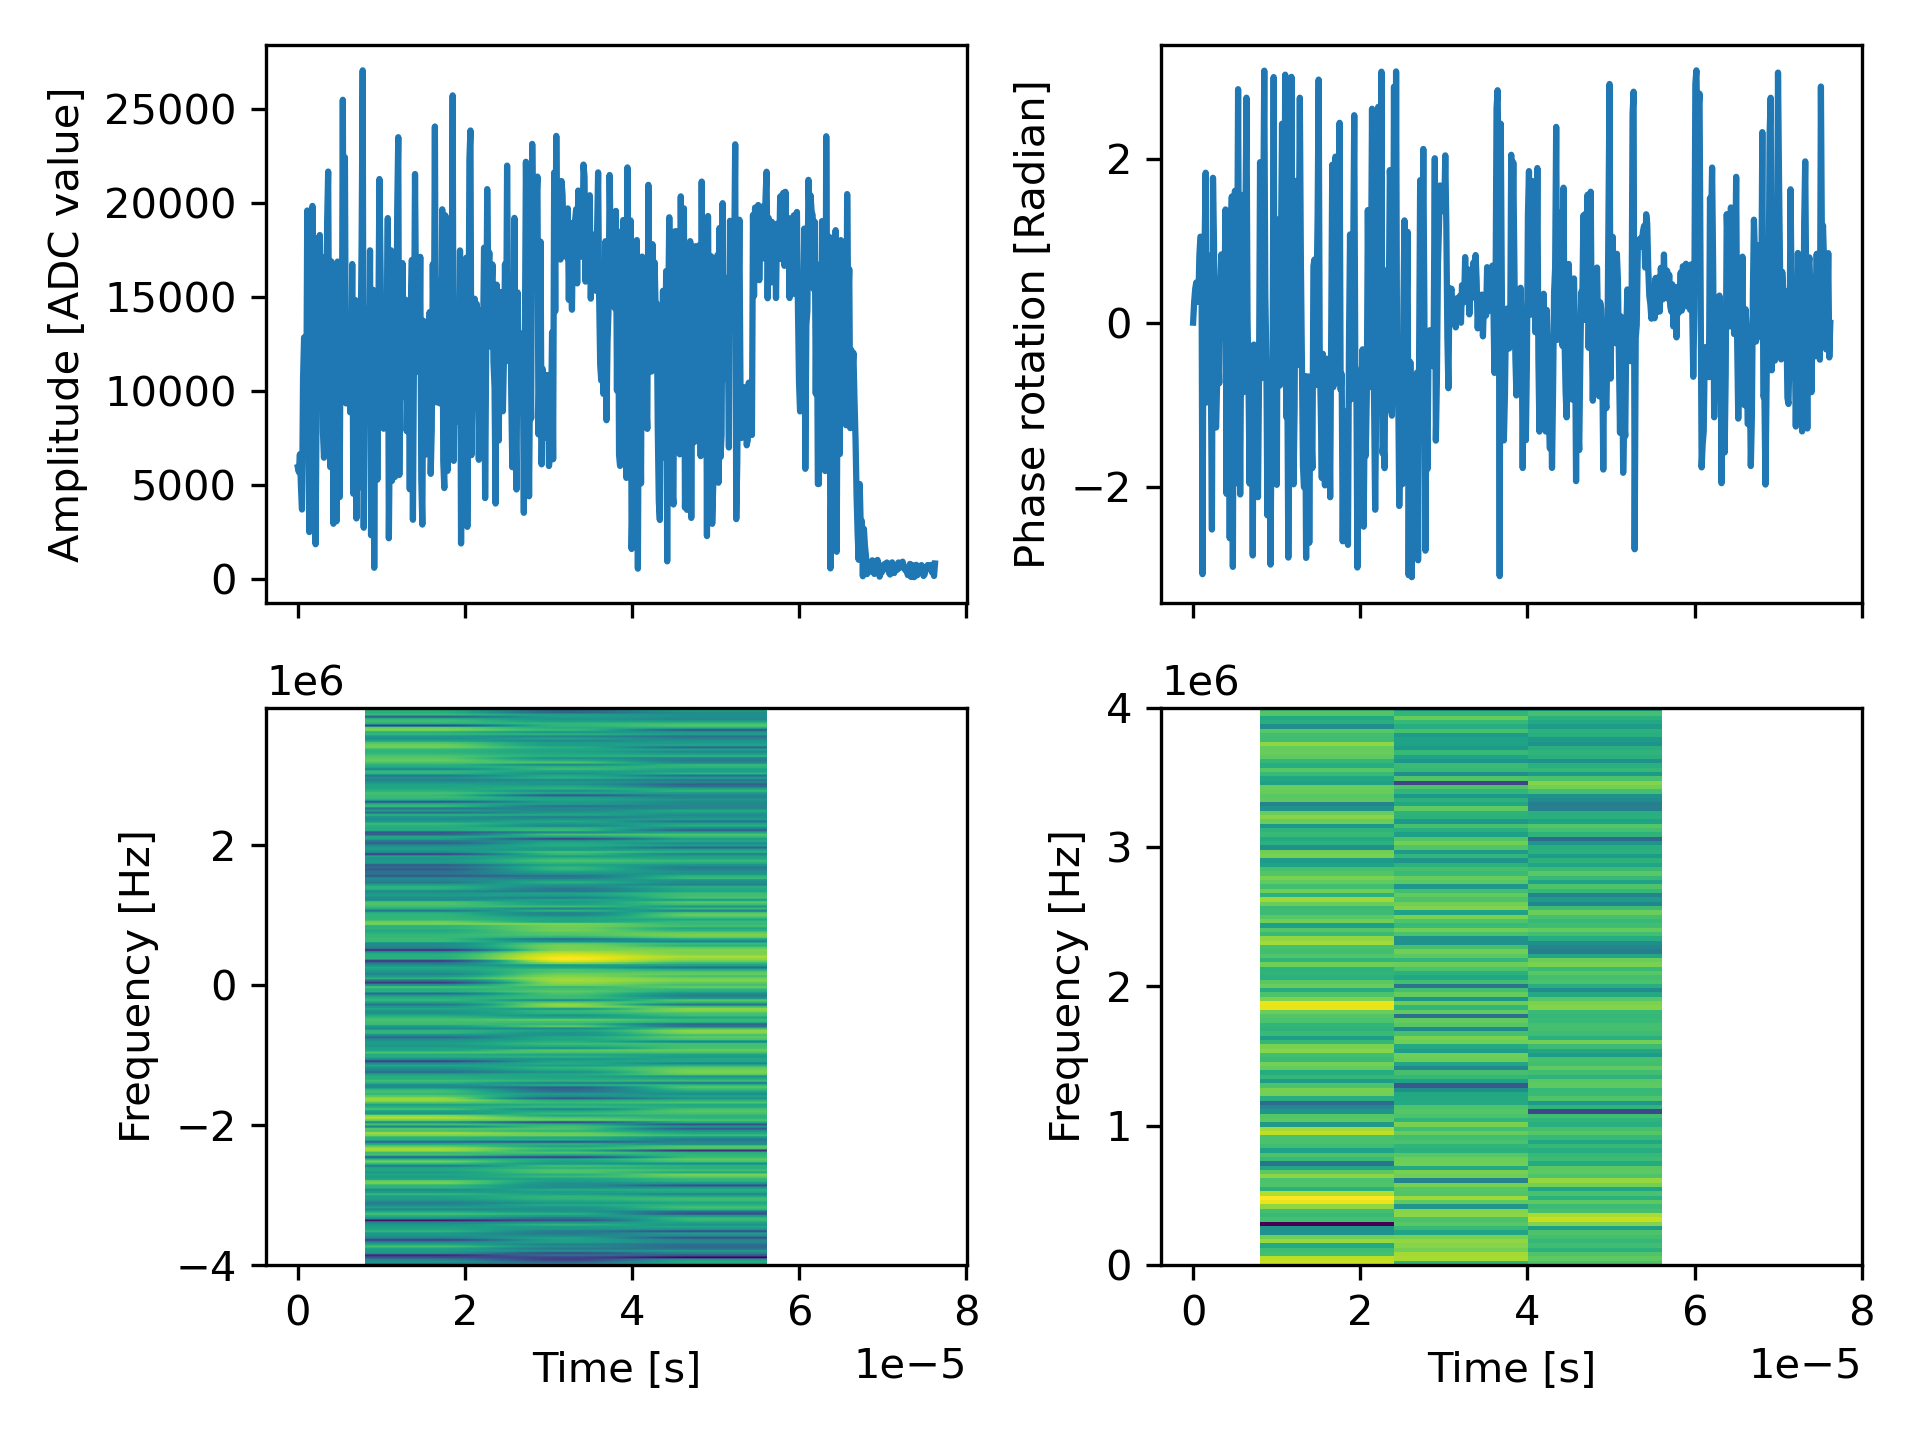 Amplitude [ADC value]
25000
20000
15000
10000
5000
0
Phase rotation [Radian]
2
0
−2
1e6
Frequency [Hz]
2
0
−2
−4
0 2 4 6 8
Time [s]
1e−5
1e6
Frequency [Hz]
4
3
2
1
0
0 2 4 6 8
Time [s]
1e−5